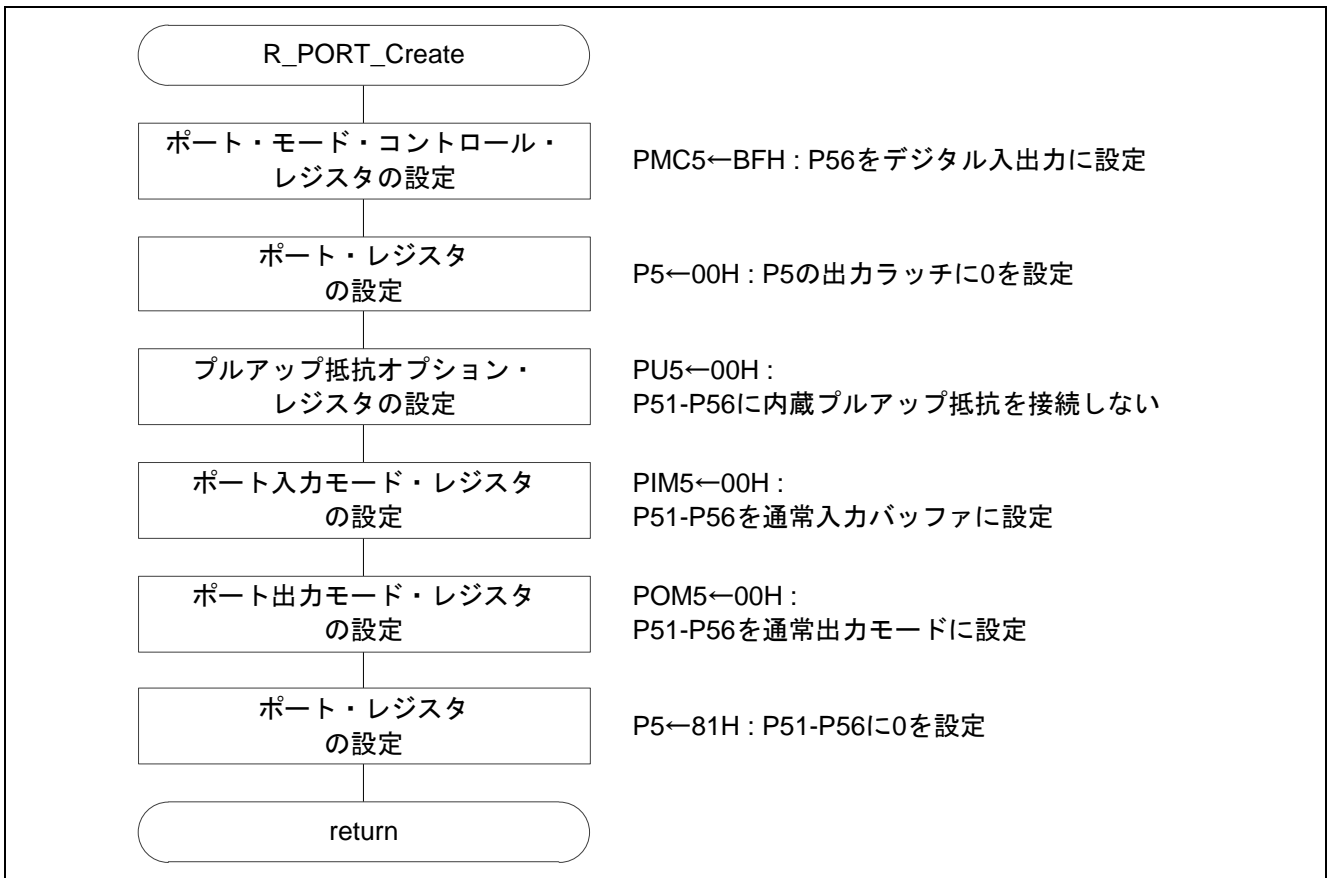 R_PORT_Create
ポート・モード・コントロール・
レジスタの設定
PMC5←BFH : P56をデジタル入出力に設定
ポート・レジスタ
の設定
P5←00H : P5の出力ラッチに0を設定
プルアップ抵抗オプション・
レジスタの設定
PU5←00H :
P51-P56に内蔵プルアップ抵抗を接続しない
ポート入力モード・レジスタ
の設定
PIM5←00H :
P51-P56を通常入力バッファに設定
ポート出力モード・レジスタ
の設定
POM5←00H :
P51-P56を通常出力モードに設定
ポート・レジスタ
の設定
P5←81H : P51-P56に0を設定
return